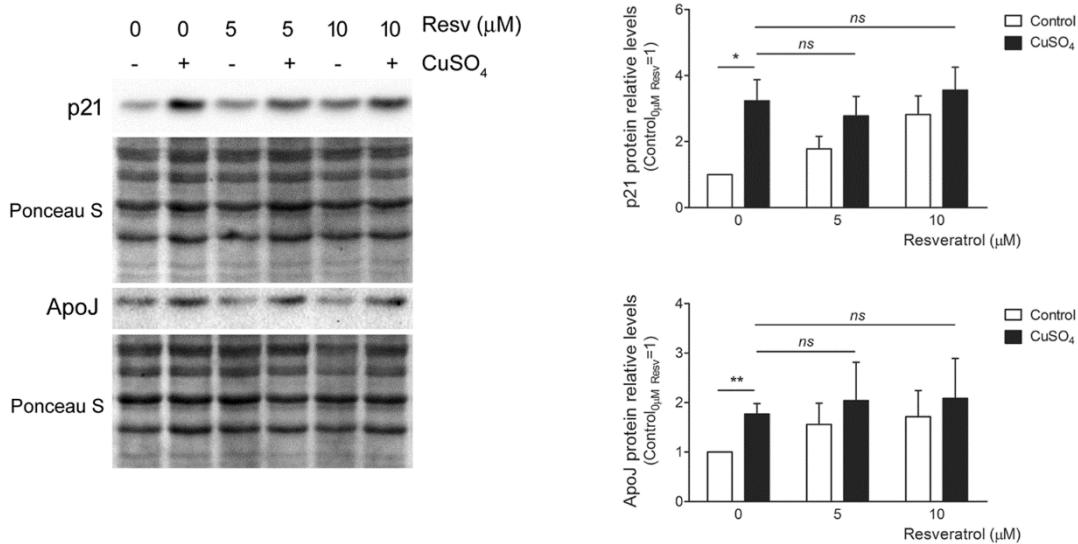 0 0 5 5 10 10 Resv (μM)
- + - + - + CuSO4
p21
Ponceau S
ApoJ
Ponceau S
p21 protein relative levels
(Control0μM Resv=1)
6
4
2
0
*
ns
ns
0 5 10
Resveratrol (μM)
Control
CuSO4
ApoJ protein relative levels
(Control0μM Resv=1)
4
3
2
1
0
**
ns
ns
0 5 10
Resveratrol (μM)
Control
CuSO4